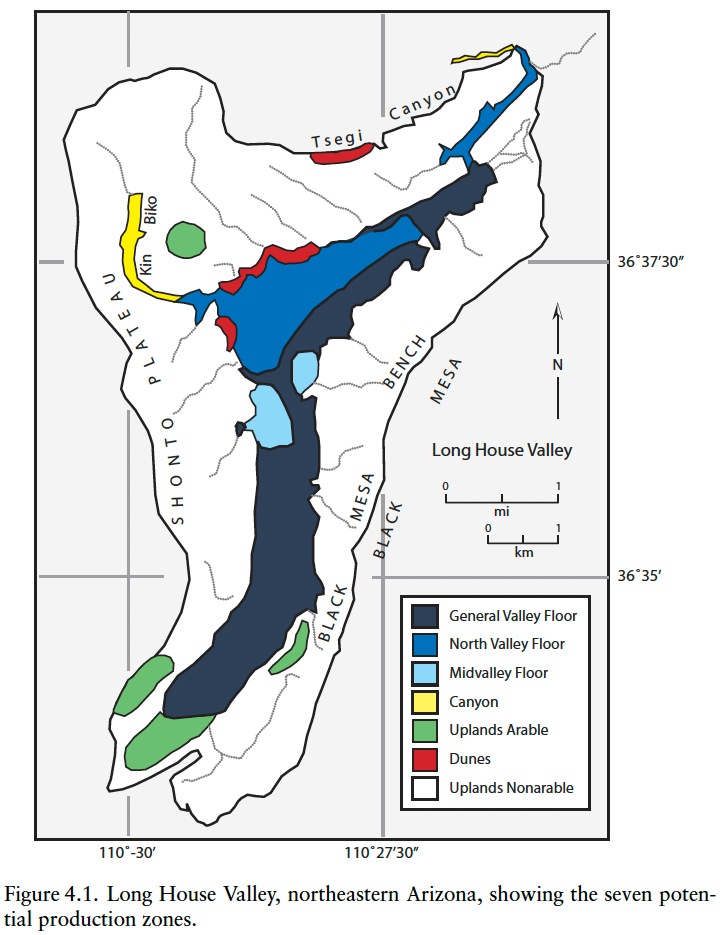 Tsegi Canyon
Biko
Kin
36°37'30"
SHONTO PLATEAU
BENCH
MESA
N
Long House Valley
0 1
mi
0 1
km
MESA
BLACK
36°35'
BLACK
General Valley Floor
North Valley Floor
Midvalley Floor
Canyon
Uplands Arable
Dunes
Uplands Nonarable
110°-30' 110°27'30"
Figure 4.1. Long House Valley, northeastern Arizona, showing the seven poten-
tial production zones.